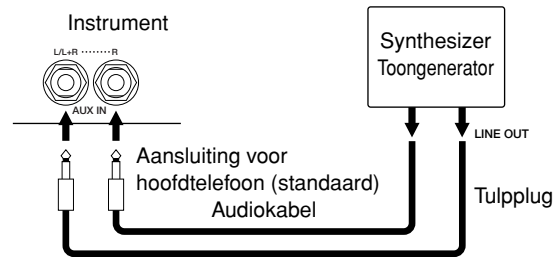 Instrument
L/L+R ········· R
AUX IN
Synthesizer
Toongenerator
LINE OUT
Aansluiting voor
hoofdtelefoon (standaard)
Audiokabel
Tulpplug